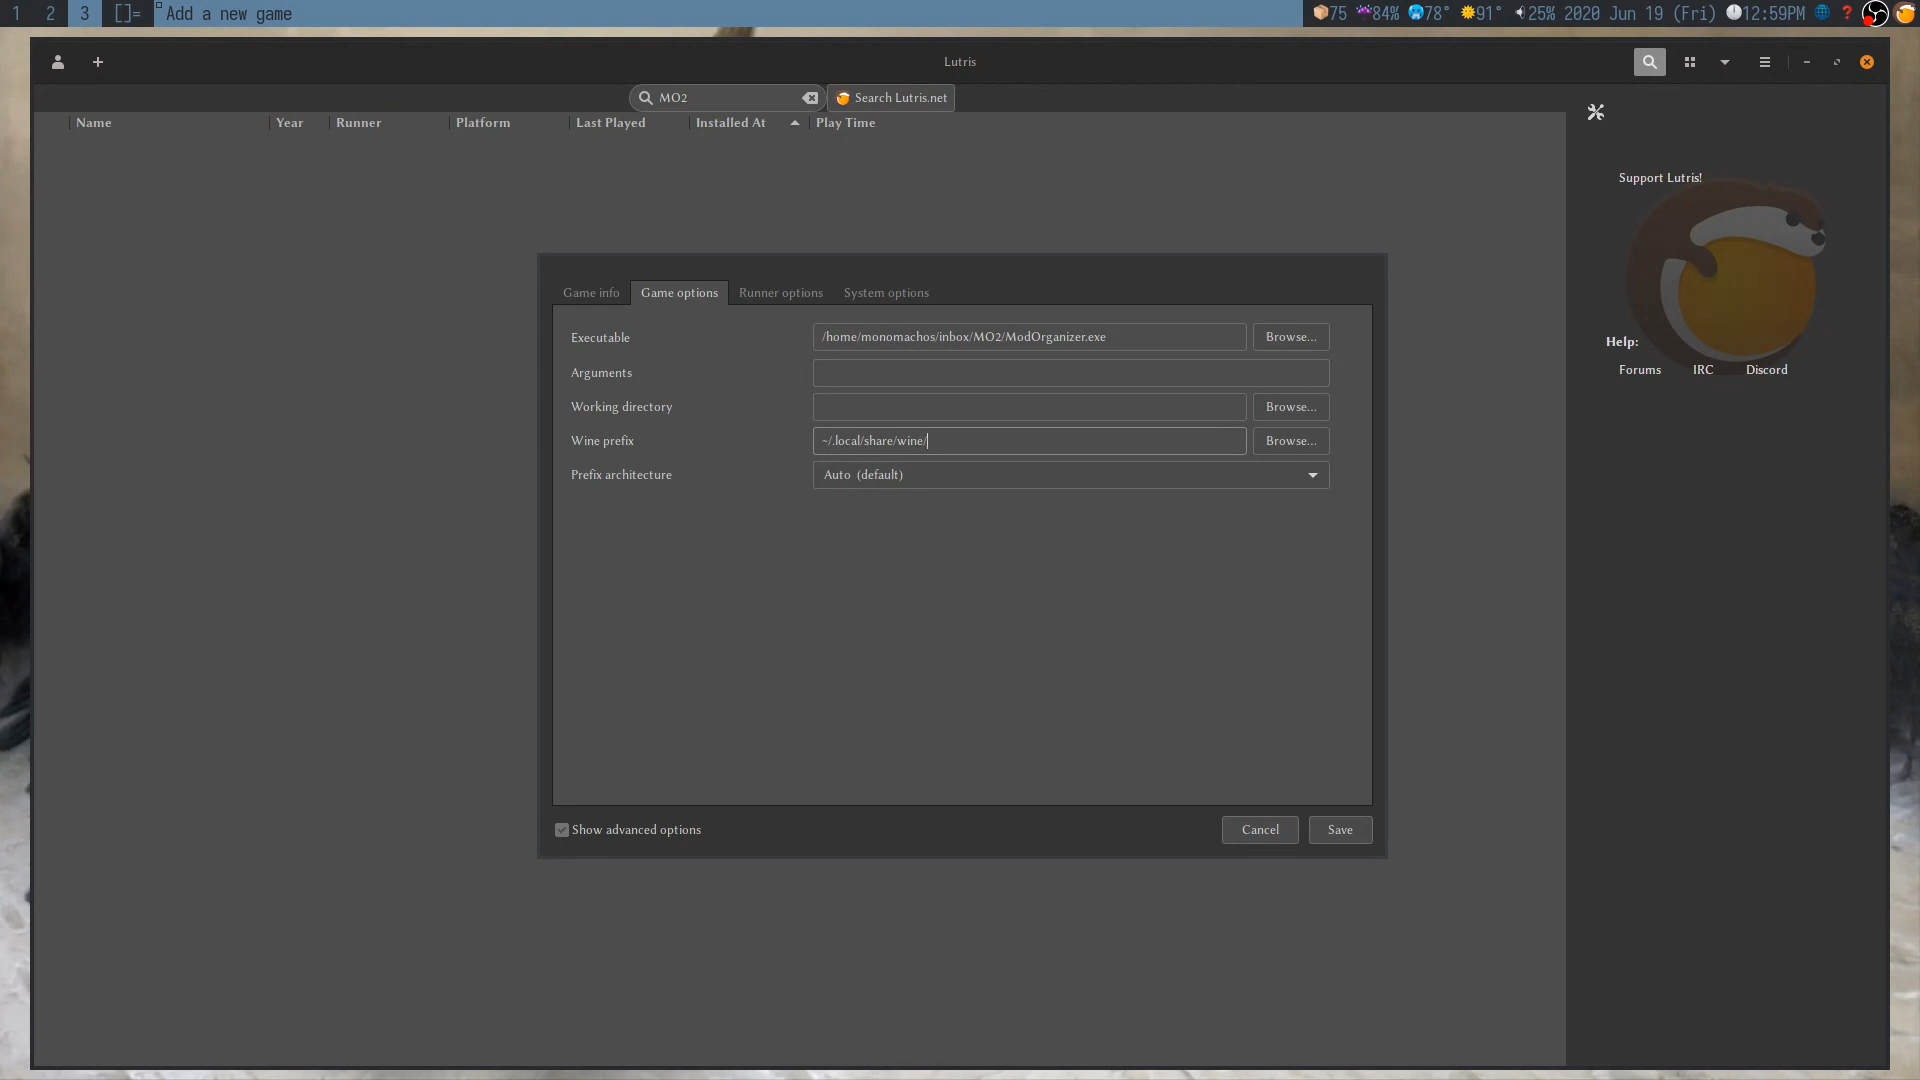 1 2 3 []= Add a new game 75 84% 78° 91° 25% 2020 Jun 19 (Fri) 12:59PM ?
Lutris
MO2 Search Lutris.net
Name Year Runner Platform Last Played Installed At Play Time
Support Lutris!
Game info Game options Runner options System options
Executable /home/monomachos/inbox/MO2/ModOrganizer.exe Browse...
Help:
Arguments
Forums IRC Discord
Working directory Browse...
Wine prefix ~/.local/share/wine/ Browse...
Prefix architecture Auto (default)
Show advanced options Cancel Save